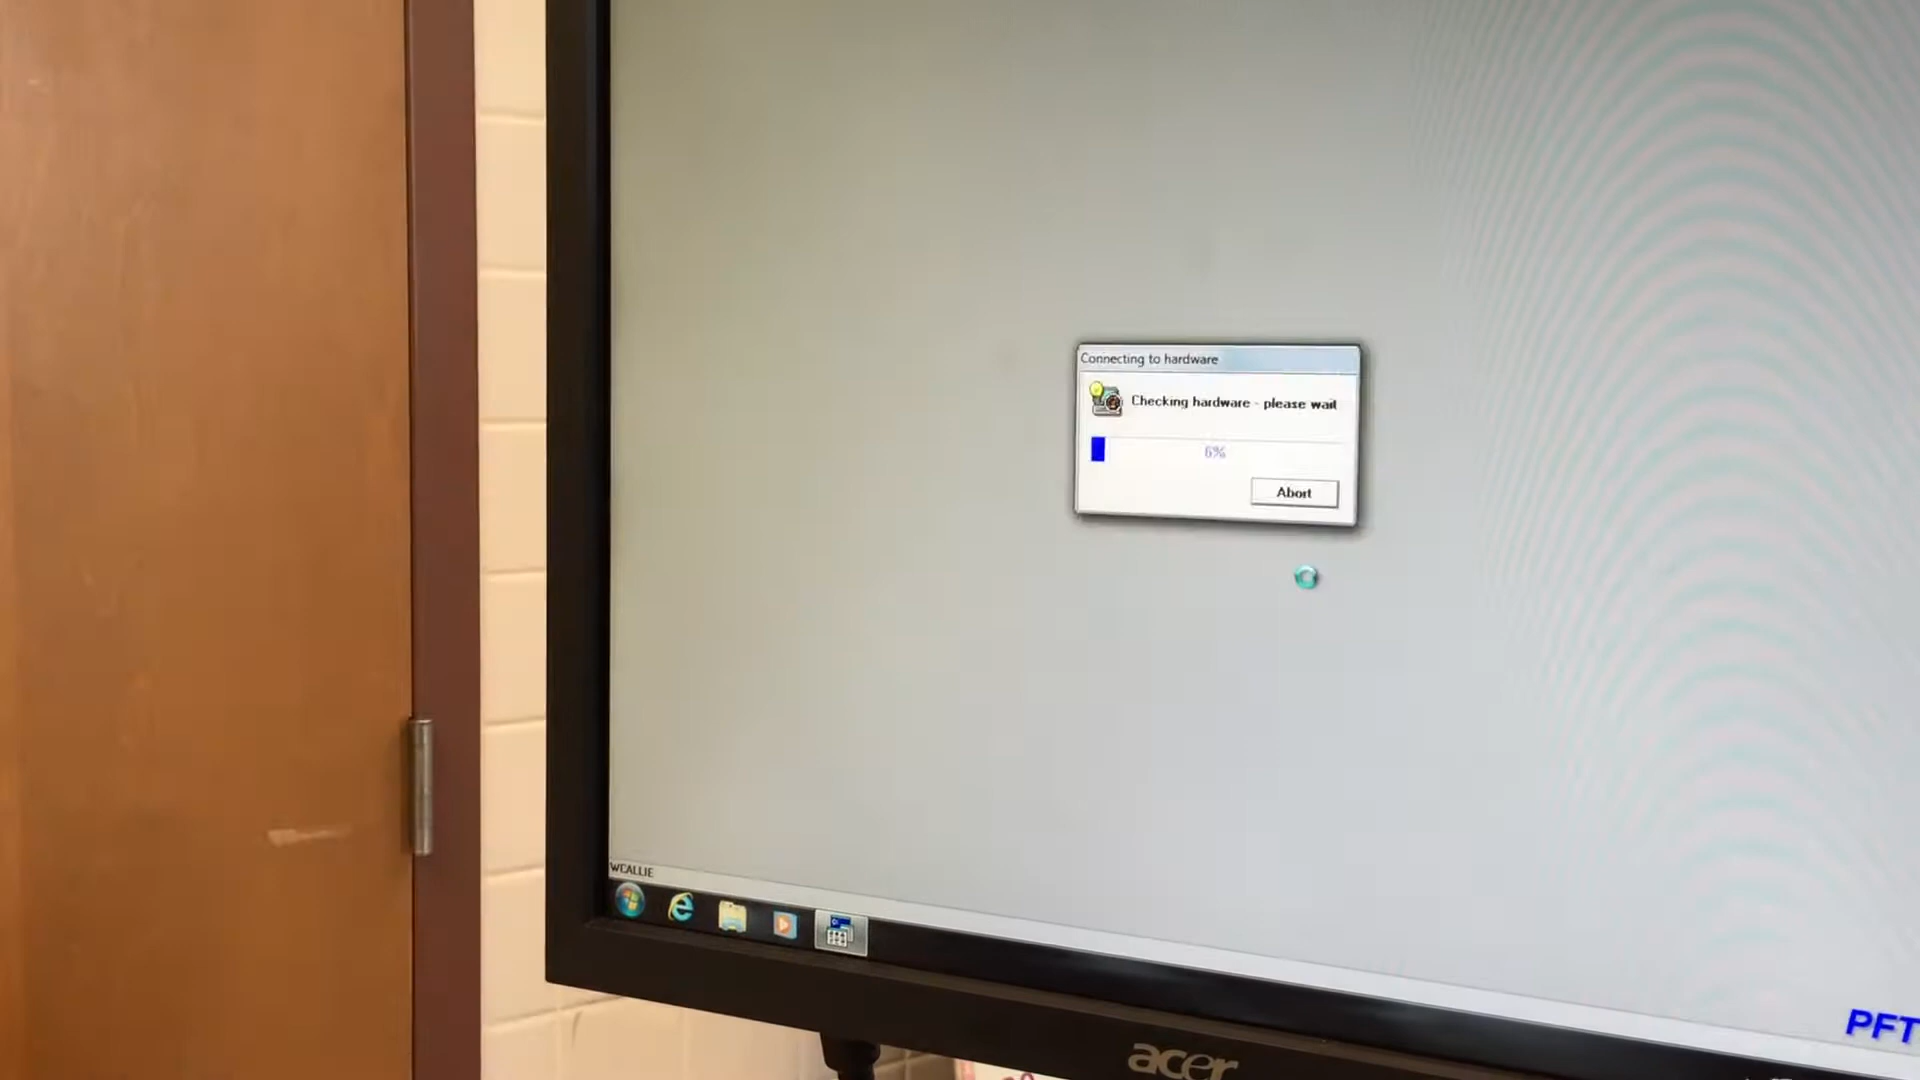 Connecting to hardware
Checking hardware - please wait
6%
Abort
WCALLIE
PFT
acer